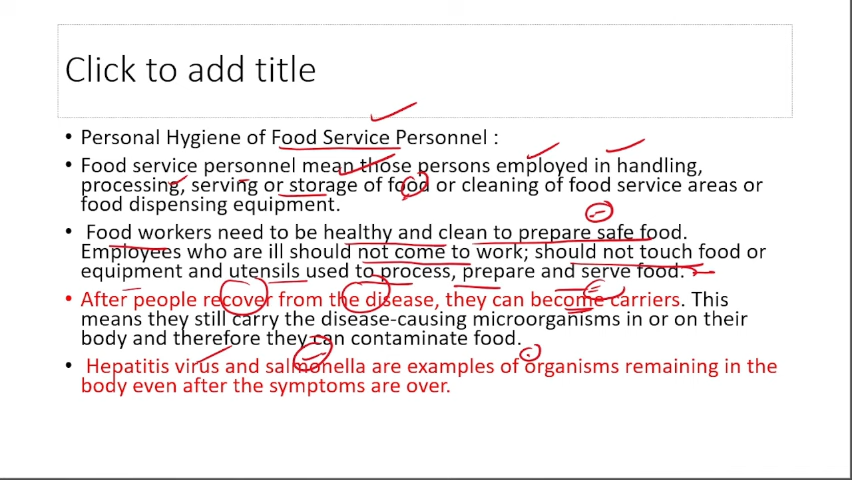 Click to add title
• Personal Hygiene of Food Service Personnel :
• Food service personnel mean those persons employed in handling,
processing, serving or storage of food or cleaning of food service areas or
food dispensing equipment.
• Food workers need to be healthy and clean to prepare safe food.
Employees who are ill should not come to work; should not touch food or
equipment and utensils used to process, prepare and serve food.
• After people recover from the disease, they can become carriers. This
means they still carry the disease-causing microorganisms in or on their
body and therefore they can contaminate food.
• Hepatitis virus and salmonella are examples of organisms remaining in the
body even after the symptoms are over.